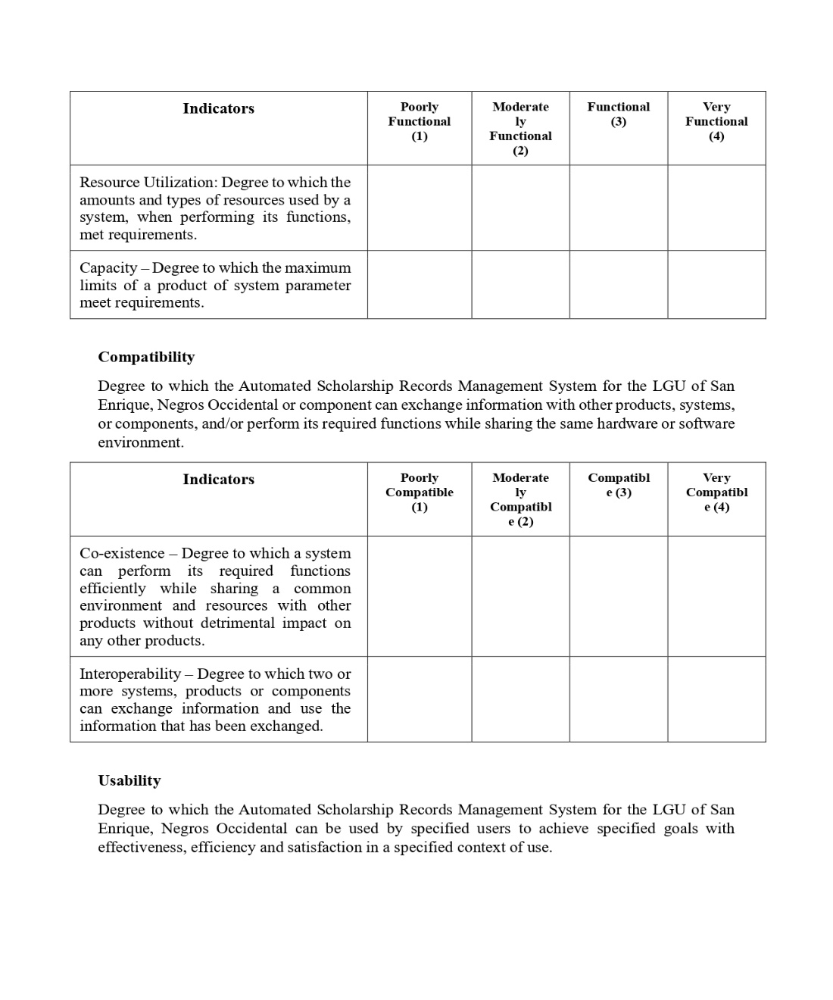 Indicators
Poorly
Functional
(1)
Moderate
ly
Functional
(2)
Functional
(3)
Very
Functional
(4)
Resource Utilization: Degree to which the
amounts and types of resources used by a
system, when performing its functions,
met requirements.
Capacity – Degree to which the maximum
limits of a product of system parameter
meet requirements.
Compatibility
Degree to which the Automated Scholarship Records Management System for the LGU of San
Enrique, Negros Occidental or component can exchange information with other products, systems,
or components, and/or perform its required functions while sharing the same hardware or software
environment.
Indicators
Poorly
Compatible
(1)
Moderate
ly
Compatibl
e (2)
Compatibl
e (3)
Very
Compatibl
e (4)
Co-existence – Degree to which a system
can perform its required functions
efficiently while sharing a common
environment and resources with other
products without detrimental impact on
any other products.
Interoperability – Degree to which two or
more systems, products or components
can exchange information and use the
information that has been exchanged.
Usability
Degree to which the Automated Scholarship Records Management System for the LGU of San
Enrique, Negros Occidental can be used by specified users to achieve specified goals with
effectiveness, efficiency and satisfaction in a specified context of use.